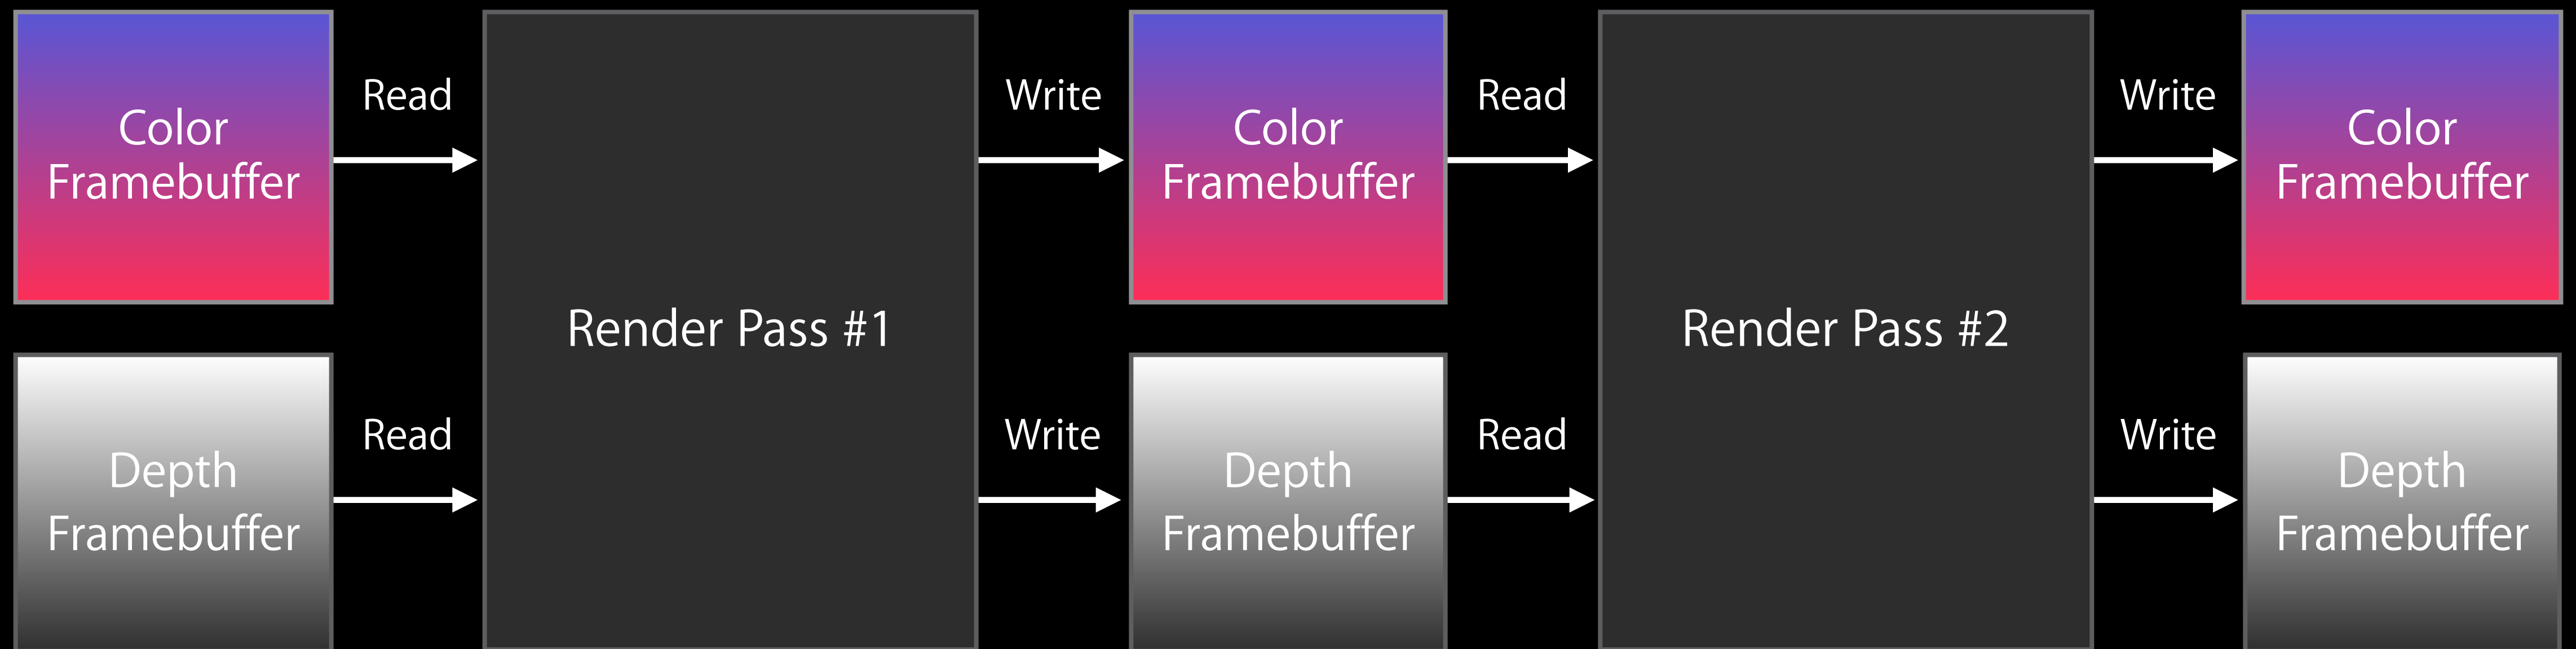 Color
Framebuffer
Read
Write
Color
Framebuffer
Read
Write
Color
Framebuffer
Render Pass #1
Render Pass #2
Depth
Framebuffer
Read
Write
Depth
Framebuffer
Read
Write
Depth
Framebuffer